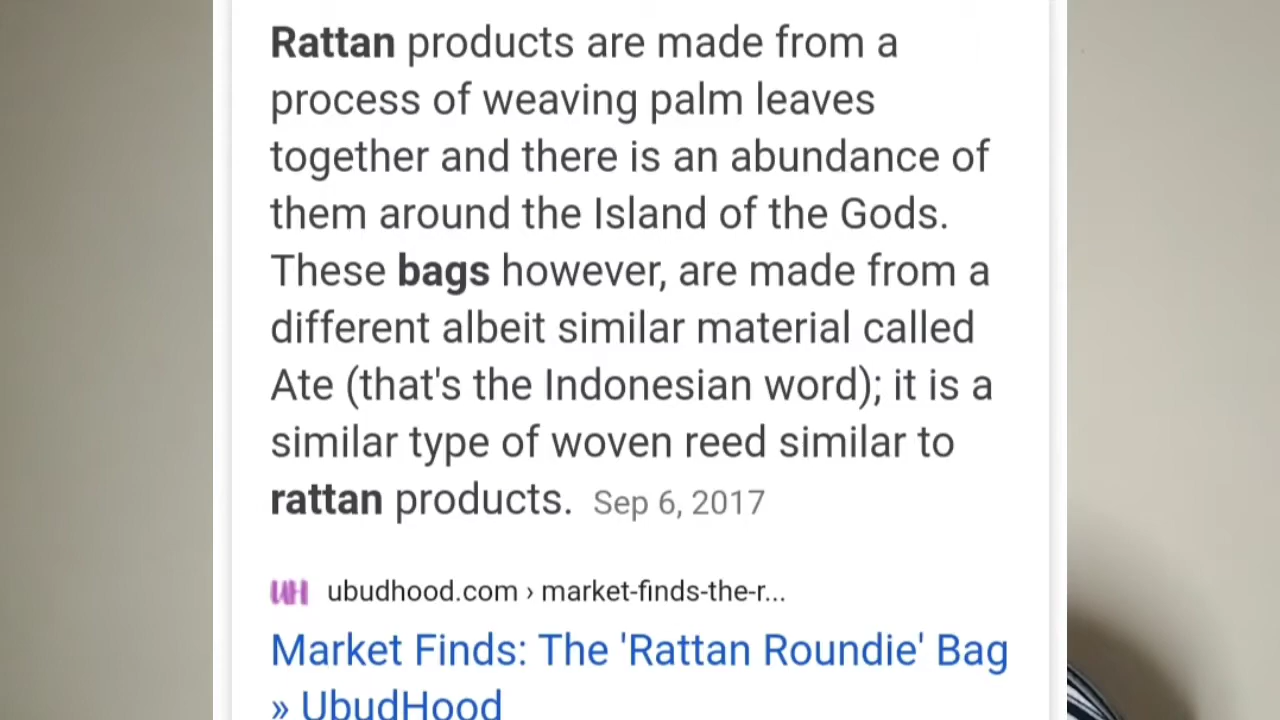 Rattan products are made from a
process of weaving palm leaves
together and there is an abundance of
them around the Island of the Gods.
These bags however, are made from a
different albeit similar material called
Ate (that's the Indonesian word); it is a
similar type of woven reed similar to
rattan products. Sep 6, 2017
UH ubudhood.com › market-finds-the-r...
Market Finds: The 'Rattan Roundie' Bag
» UbudHood